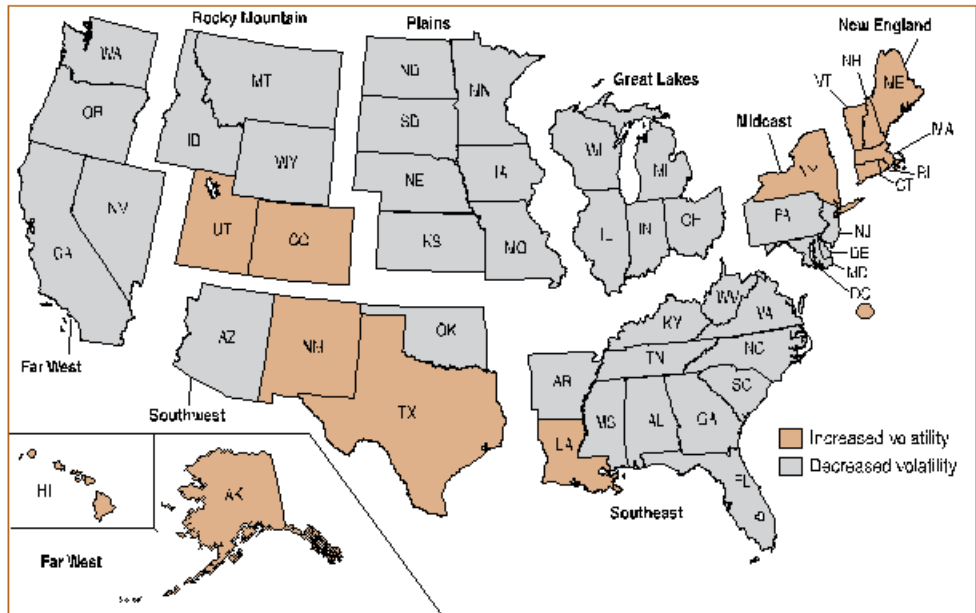 Rocky Mountain
Plains
New England
Great Lakes
Mideast
WA
OR
CA
NV
MT
ID
WY
UT
CO
ND
SD
NE
KS
MN
IA
MO
WI
MI
IL
IN
OH
VT
NH
ME
MA
RI
CT
NY
PA
NJ
DE
MD
DC
Far West
AZ
NM
TX
OK
Southwest
AR
LA
MS
AL
GA
FL
TN
KY
WV
VA
NC
SC
Southeast
Increased volatility
Decreased volatility
HI
AK
Far West